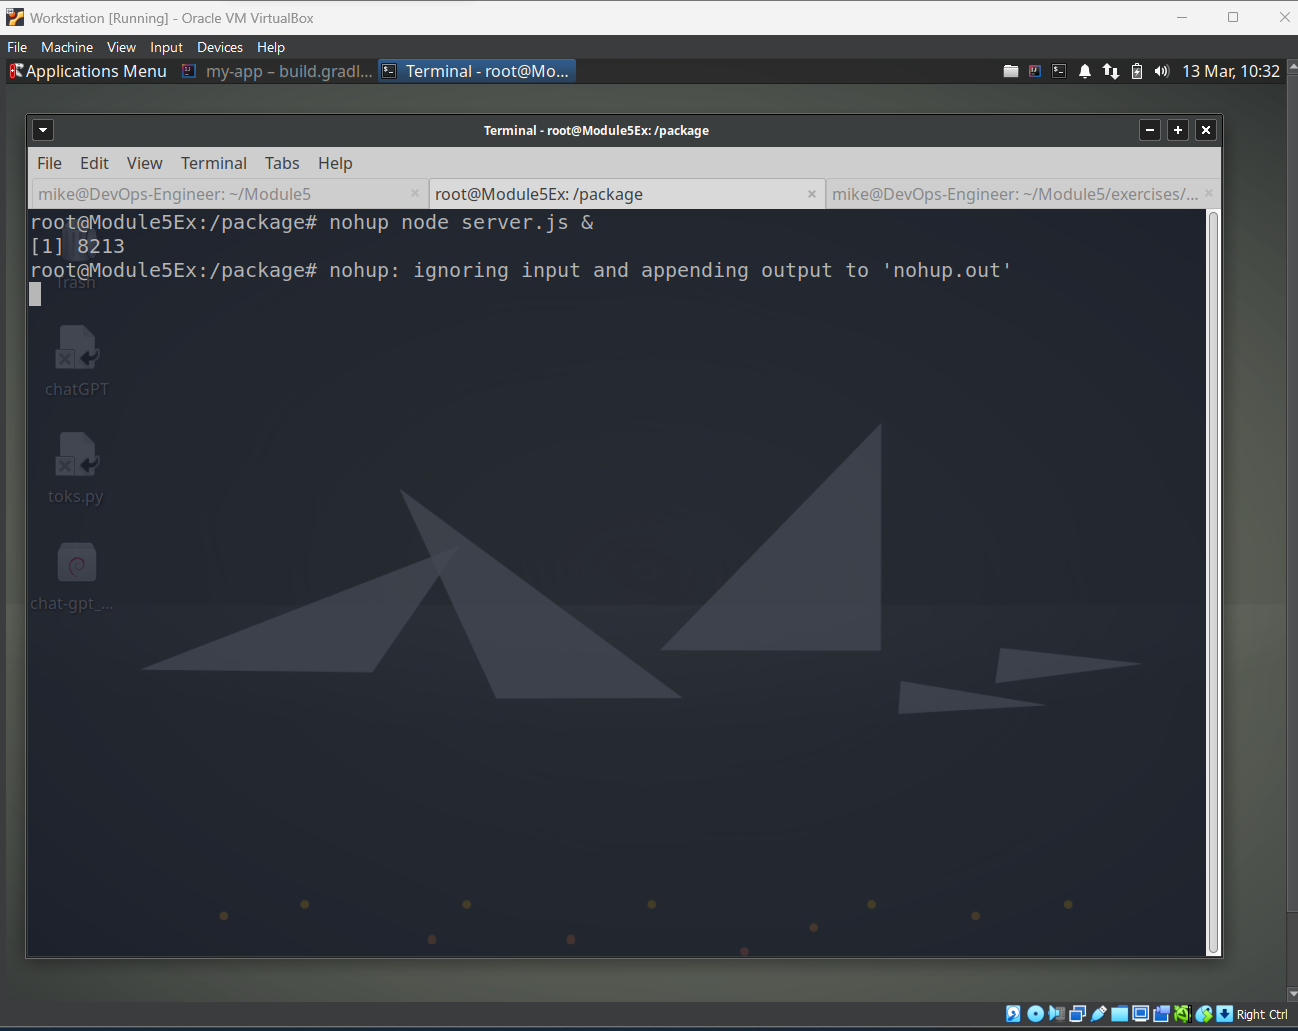 Workstation [Running] - Oracle VM VirtualBox
File Machine View Input Devices Help
Applications Menu my-app – build.gradl... Terminal - root@Mo... 13 Mar, 10:32
Terminal - root@Module5Ex: /package
File Edit View Terminal Tabs Help
mike@DevOps-Engineer: ~/Module5 root@Module5Ex: /package mike@DevOps-Engineer: ~/Module5/exercises/...
root@Module5Ex:/package# nohup node server.js &
[1] 8213
root@Module5Ex:/package# nohup: ignoring input and appending output to 'nohup.out'
Trash
chatGPT
toks.py
chat-gpt_...
Right Ctrl